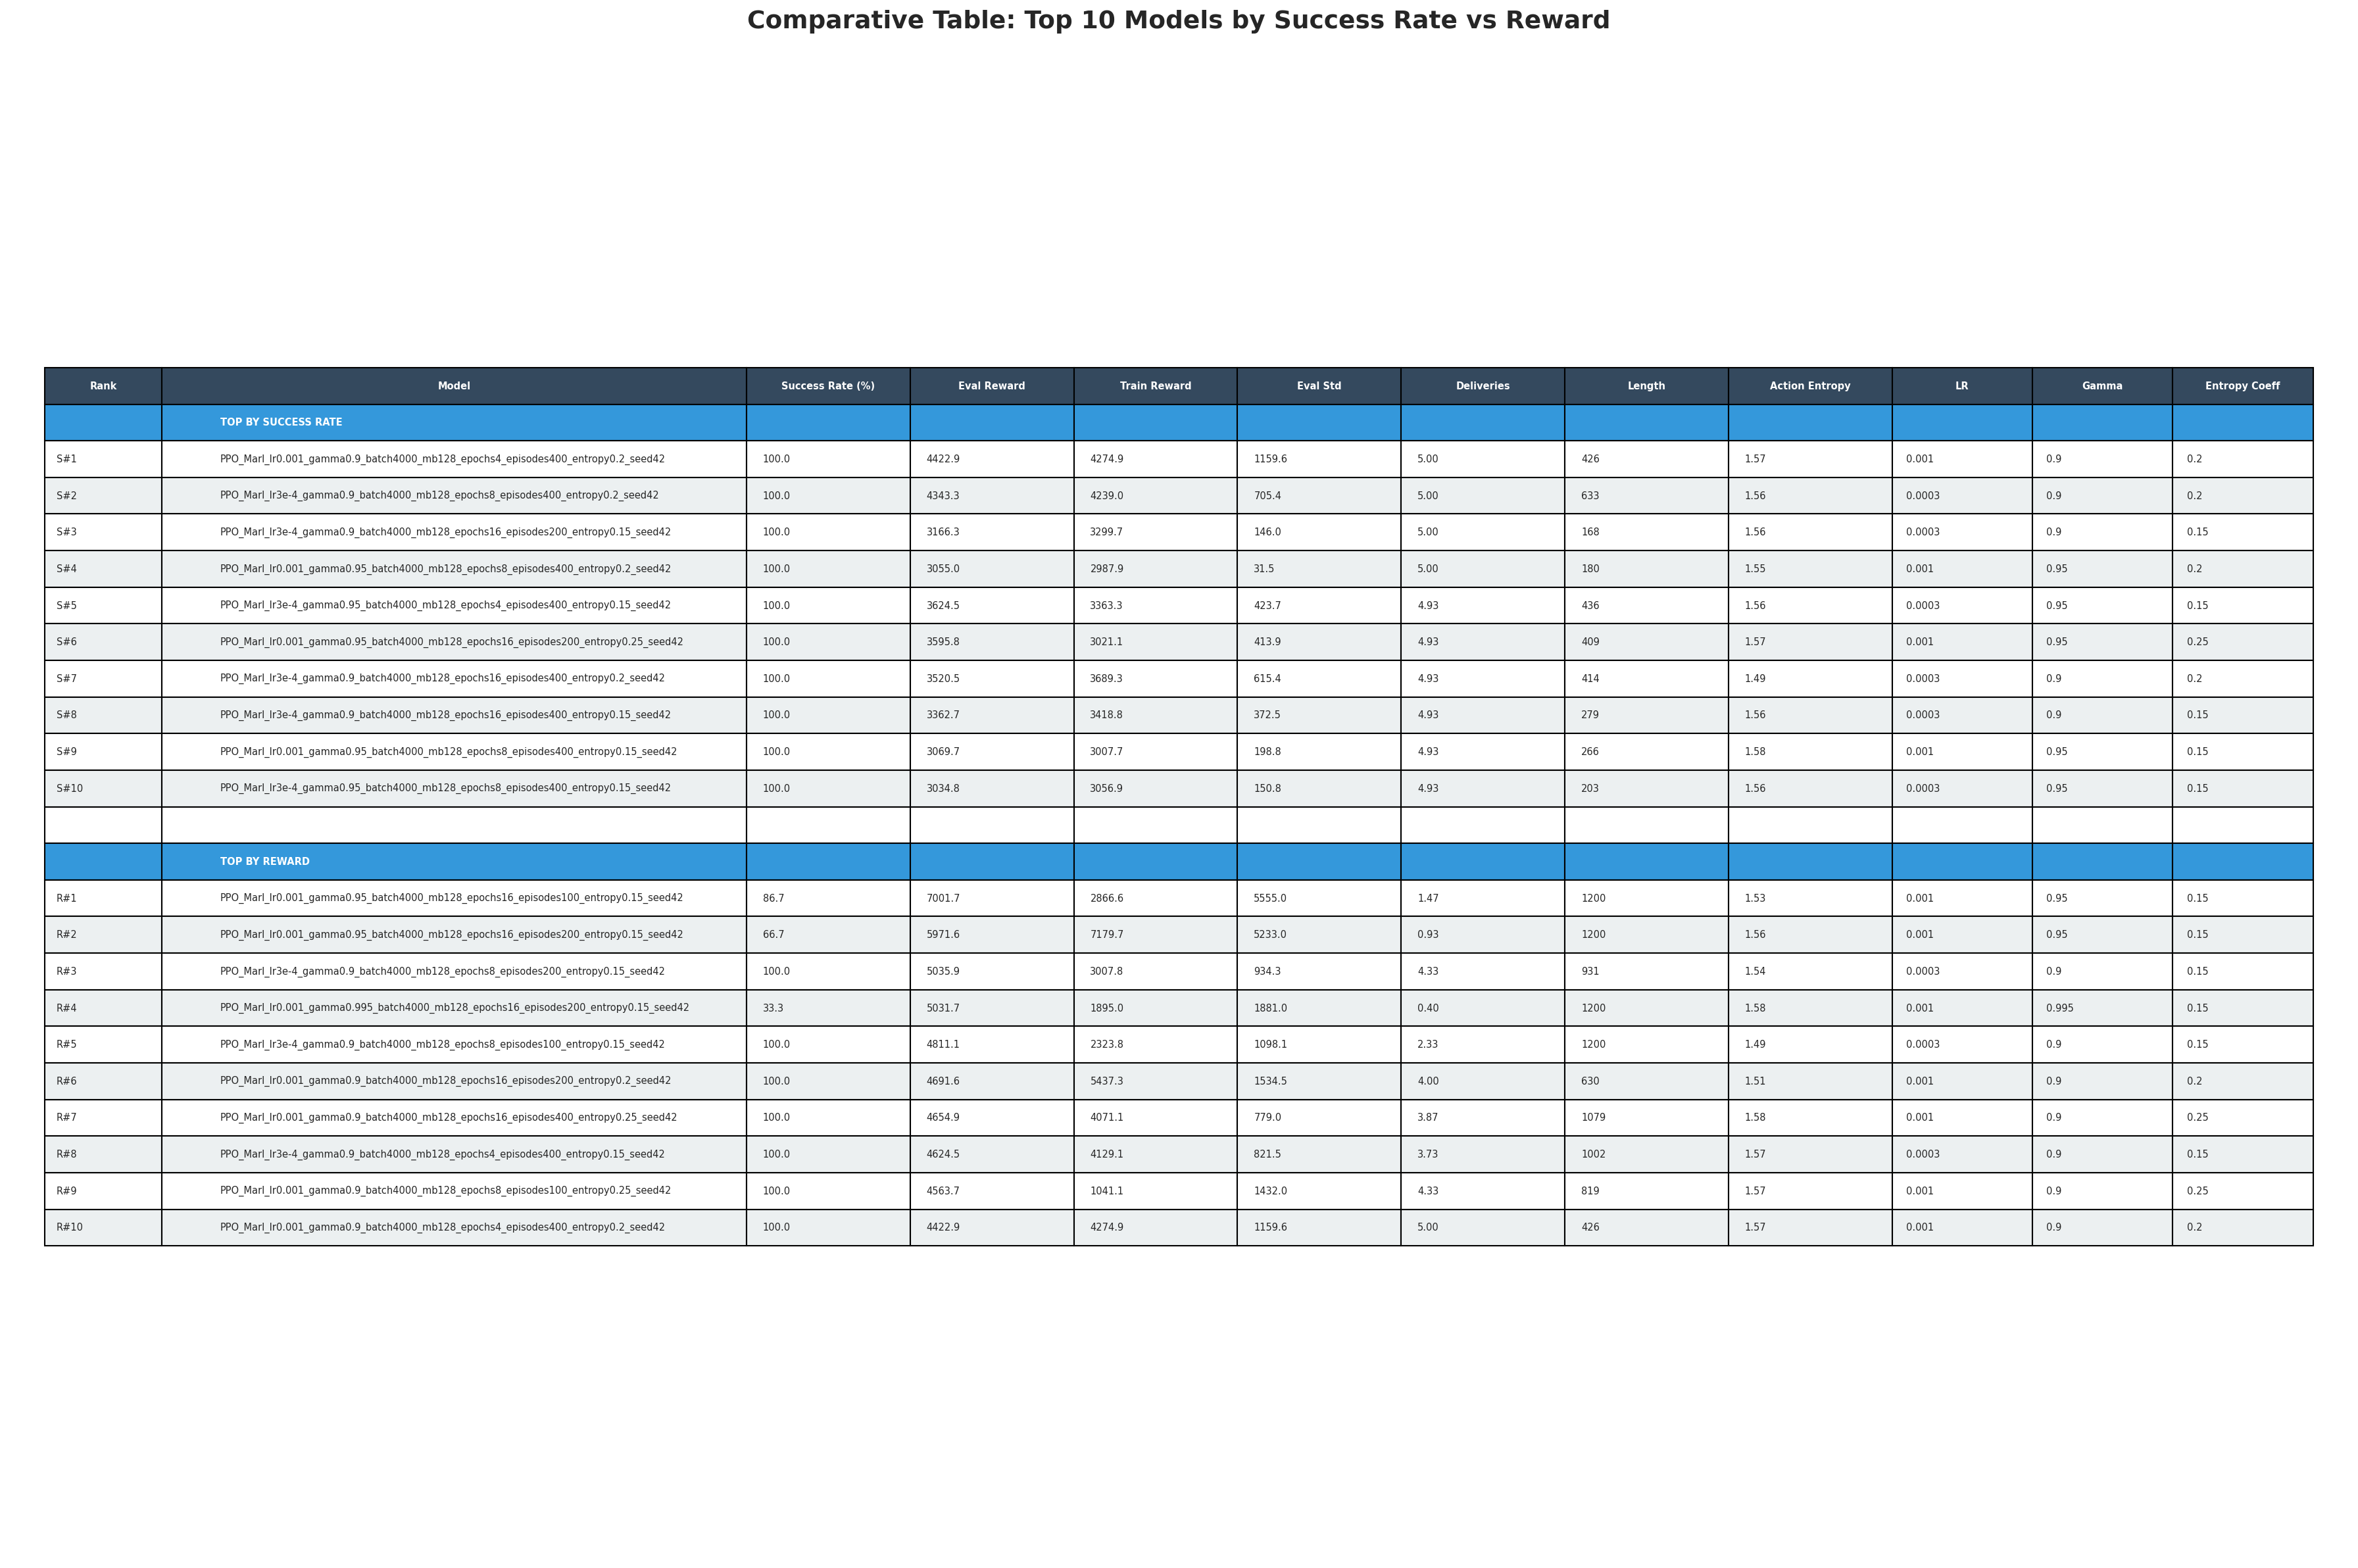 Comparative Table: Top 10 Models by Success Rate vs Reward
Rank Model Success Rate (%) Eval Reward Train Reward Eval Std Deliveries Length Action Entropy LR Gamma Entropy Coeff
TOP BY SUCCESS RATE
S#1 PPO_Marl_lr0.001_gamma0.9_batch4000_mb128_epochs4_episodes400_entropy0.2_seed42 100.0 4422.9 4274.9 1159.6 5.00 426 1.57 0.001 0.9 0.2
S#2 PPO_Marl_lr3e-4_gamma0.9_batch4000_mb128_epochs8_episodes400_entropy0.2_seed42 100.0 4343.3 4239.0 705.4 5.00 633 1.56 0.0003 0.9 0.2
S#3 PPO_Marl_lr3e-4_gamma0.9_batch4000_mb128_epochs16_episodes200_entropy0.15_seed42 100.0 3166.3 3299.7 146.0 5.00 168 1.56 0.0003 0.9 0.15
S#4 PPO_Marl_lr0.001_gamma0.95_batch4000_mb128_epochs8_episodes400_entropy0.2_seed42 100.0 3055.0 2987.9 31.5 5.00 180 1.55 0.001 0.95 0.2
S#5 PPO_Marl_lr3e-4_gamma0.95_batch4000_mb128_epochs4_episodes400_entropy0.15_seed42 100.0 3624.5 3363.3 423.7 4.93 436 1.56 0.0003 0.95 0.15
S#6 PPO_Marl_lr0.001_gamma0.95_batch4000_mb128_epochs16_episodes200_entropy0.25_seed42 100.0 3595.8 3021.1 413.9 4.93 409 1.57 0.001 0.95 0.25
S#7 PPO_Marl_lr3e-4_gamma0.9_batch4000_mb128_epochs16_episodes400_entropy0.2_seed42 100.0 3520.5 3689.3 615.4 4.93 414 1.49 0.0003 0.9 0.2
S#8 PPO_Marl_lr3e-4_gamma0.9_batch4000_mb128_epochs16_episodes400_entropy0.15_seed42 100.0 3362.7 3418.8 372.5 4.93 279 1.56 0.0003 0.9 0.15
S#9 PPO_Marl_lr0.001_gamma0.95_batch4000_mb128_epochs8_episodes400_entropy0.15_seed42 100.0 3069.7 3007.7 198.8 4.93 266 1.58 0.001 0.95 0.15
S#10 PPO_Marl_lr3e-4_gamma0.95_batch4000_mb128_epochs8_episodes400_entropy0.15_seed42 100.0 3034.8 3056.9 150.8 4.93 203 1.56 0.0003 0.95 0.15
TOP BY REWARD
R#1 PPO_Marl_lr0.001_gamma0.95_batch4000_mb128_epochs16_episodes100_entropy0.15_seed42 86.7 7001.7 2866.6 5555.0 1.47 1200 1.53 0.001 0.95 0.15
R#2 PPO_Marl_lr0.001_gamma0.95_batch4000_mb128_epochs16_episodes200_entropy0.15_seed42 66.7 5971.6 7179.7 5233.0 0.93 1200 1.56 0.001 0.95 0.15
R#3 PPO_Marl_lr3e-4_gamma0.9_batch4000_mb128_epochs8_episodes200_entropy0.15_seed42 100.0 5035.9 3007.8 934.3 4.33 931 1.54 0.0003 0.9 0.15
R#4 PPO_Marl_lr0.001_gamma0.995_batch4000_mb128_epochs16_episodes200_entropy0.15_seed42 33.3 5031.7 1895.0 1881.0 0.40 1200 1.58 0.001 0.995 0.15
R#5 PPO_Marl_lr3e-4_gamma0.9_batch4000_mb128_epochs8_episodes100_entropy0.15_seed42 100.0 4811.1 2323.8 1098.1 2.33 1200 1.49 0.0003 0.9 0.15
R#6 PPO_Marl_lr0.001_gamma0.9_batch4000_mb128_epochs16_episodes200_entropy0.2_seed42 100.0 4691.6 5437.3 1534.5 4.00 630 1.51 0.001 0.9 0.2
R#7 PPO_Marl_lr0.001_gamma0.9_batch4000_mb128_epochs16_episodes400_entropy0.25_seed42 100.0 4654.9 4071.1 779.0 3.87 1079 1.58 0.001 0.9 0.25
R#8 PPO_Marl_lr3e-4_gamma0.9_batch4000_mb128_epochs4_episodes400_entropy0.15_seed42 100.0 4624.5 4129.1 821.5 3.73 1002 1.57 0.0003 0.9 0.15
R#9 PPO_Marl_lr0.001_gamma0.9_batch4000_mb128_epochs8_episodes100_entropy0.25_seed42 100.0 4563.7 1041.1 1432.0 4.33 819 1.57 0.001 0.9 0.25
R#10 PPO_Marl_lr0.001_gamma0.9_batch4000_mb128_epochs4_episodes400_entropy0.2_seed42 100.0 4422.9 4274.9 1159.6 5.00 426 1.57 0.001 0.9 0.2